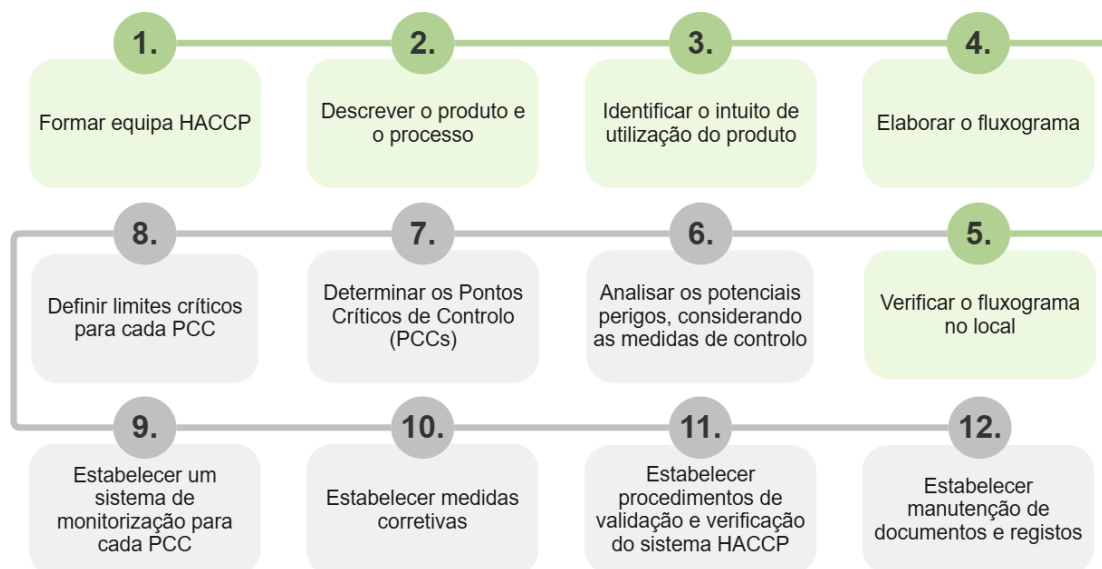 1.
Formar equipa HACCP
2.
Descrever o produto e
o processo
3.
Identificar o intuito de
utilização do produto
4.
Elaborar o fluxograma
5.
Verificar o fluxograma
no local
6.
Analisar os potenciais
perigos, considerando
as medidas de controlo
7.
Determinar os Pontos
Críticos de Controlo
(PCCs)
8.
Definir limites críticos
para cada PCC
9.
Estabelecer um
sistema de
monitorização para
cada PCC
10.
Estabelecer medidas
corretivas
11.
Estabelecer
procedimentos de
validação e verificação
do sistema HACCP
12.
Estabelecer
manutenção de
documentos e registos